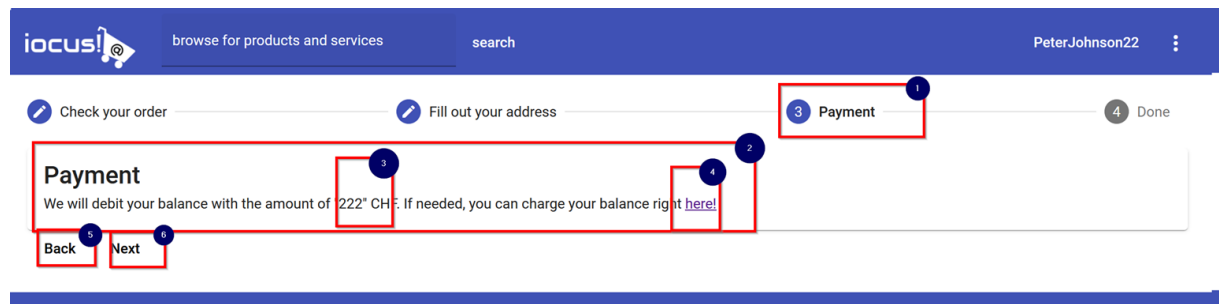 iocus!@
browse for products and services
search
PeterJohnson22
Check your order
Fill out your address
3 Payment
1
4 Done
2
Payment
3
4
We will debit your balance with the amount of "222" CHF. If needed, you can charge your balance right here!
Back
5
Next
6